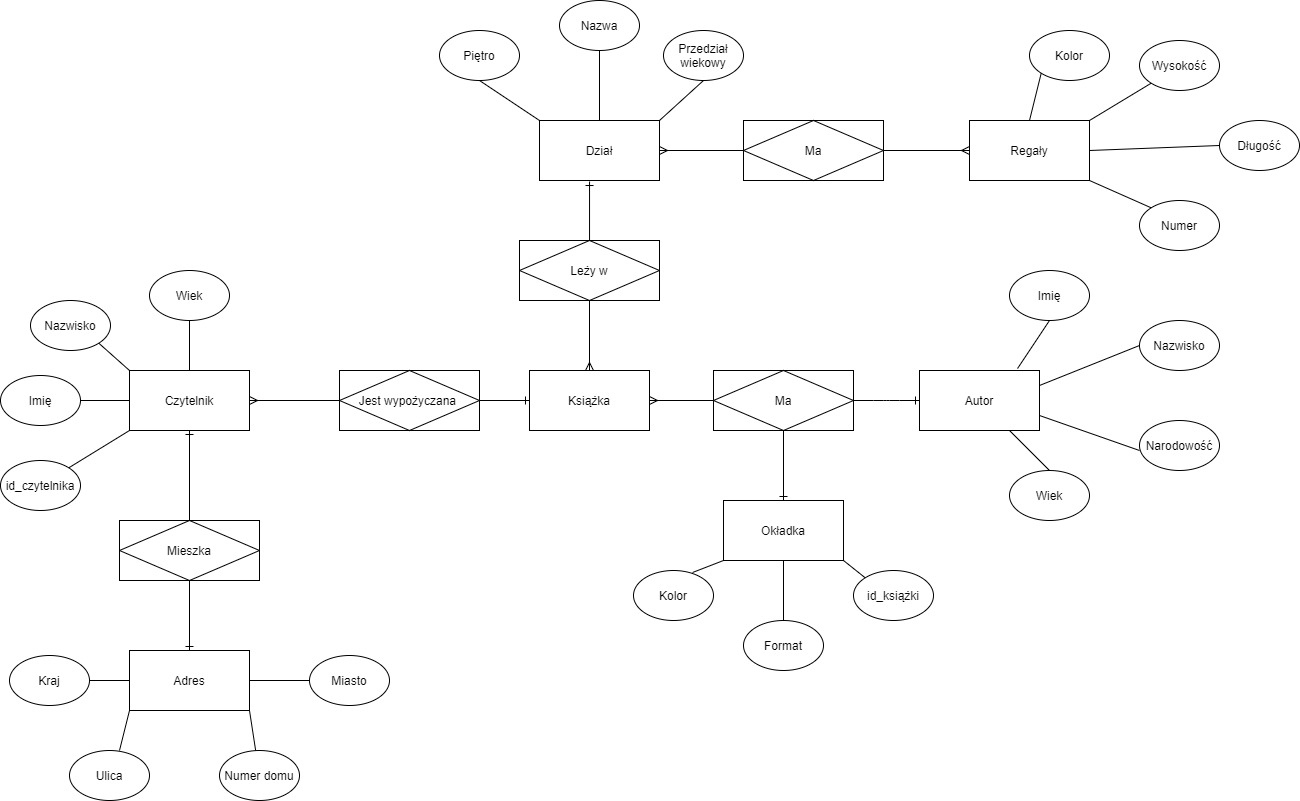 Nazwa
Piętro
Przedział
wiekowy
Kolor
Wysokość
Dział
Ma
Regały
Długość
Numer
Leży w
Wiek
Imię
Nazwisko
Nazwisko
Imię
Czytelnik
Jest wypożyczana
Książka
Ma
Autor
Narodowość
id_czytelnika
Wiek
Okładka
Mieszka
Kolor
id_książki
Format
Kraj
Adres
Miasto
Ulica
Numer domu